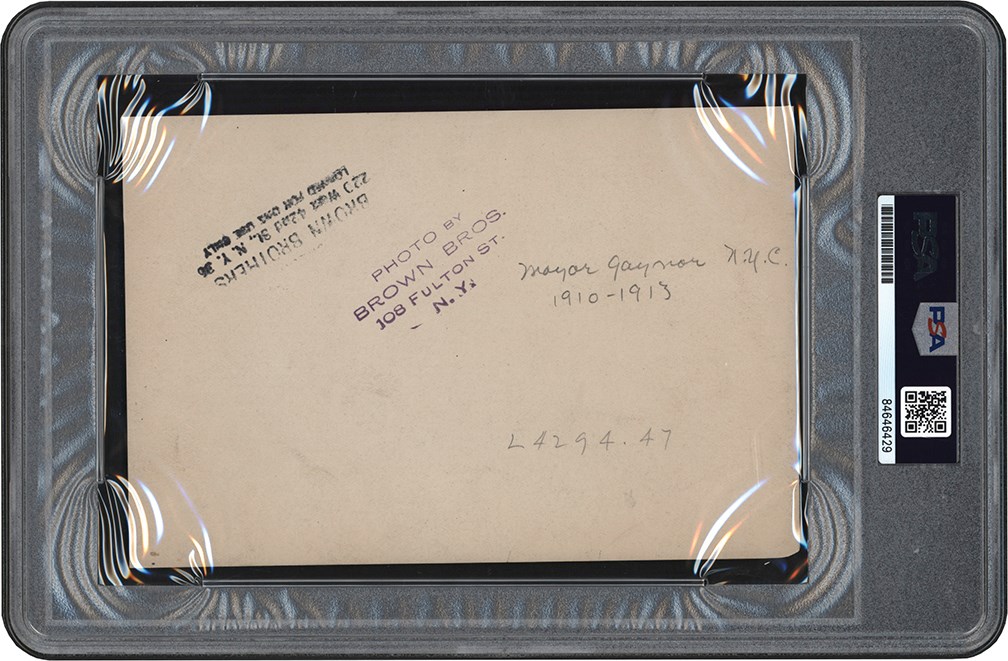 BROWN BROTHERS
220 West 42nd St., N. Y. 36
LOANED FOR ONE USE ONLY
PHOTO BY
BROWN BROS.
108 FULTON ST.
N.Y.
Mayor Gaynor N.Y.C.
1910-1913
L4294.47
PSA
PSA
84646429